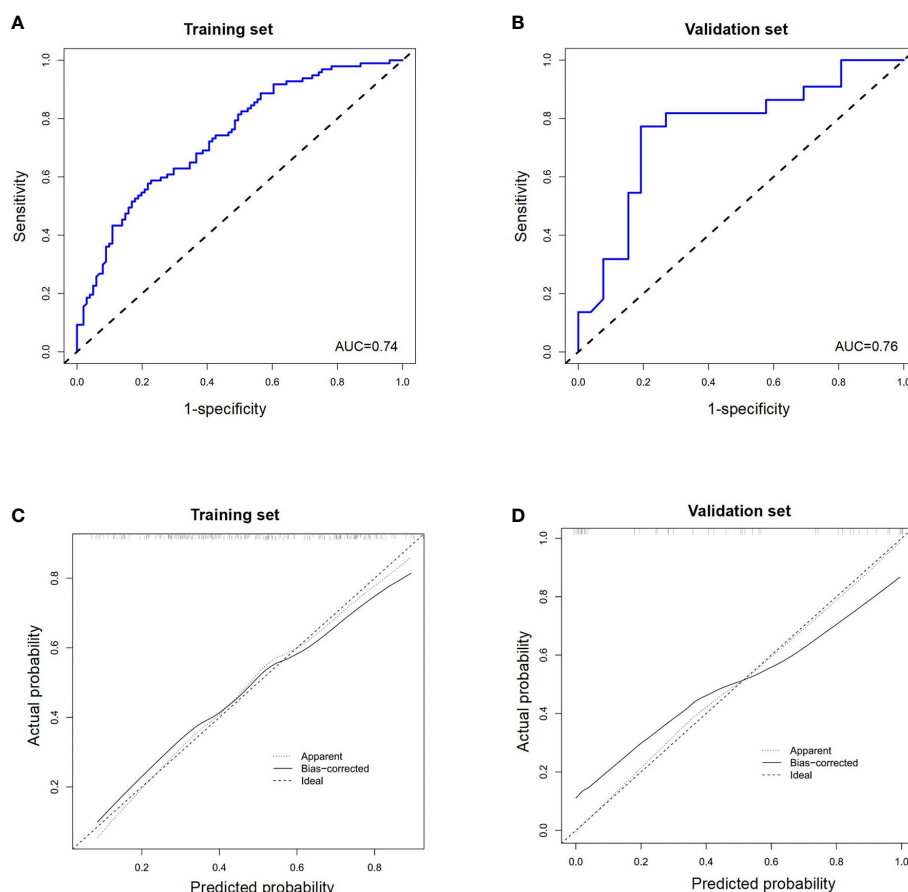 A
Training set
Sensitivity
1.0
0.8
0.6
0.4
0.2
0.0
AUC=0.74
0.0 0.2 0.4 0.6 0.8 1.0
1-specificity
B
Validation set
Sensitivity
1.0
0.8
0.6
0.4
0.2
0.0
AUC=0.76
0.0 0.2 0.4 0.6 0.8 1.0
1-specificity
C
Training set
Actual probability
0.8
0.6
0.4
0.2
Apparent
Bias-corrected
Ideal
0.2 0.4 0.6 0.8
Predicted probability
D
Validation set
Actual probability
1.0
0.8
0.6
0.4
0.2
0.0
Apparent
Bias-corrected
Ideal
0.0 0.2 0.4 0.6 0.8 1.0
Predicted probability